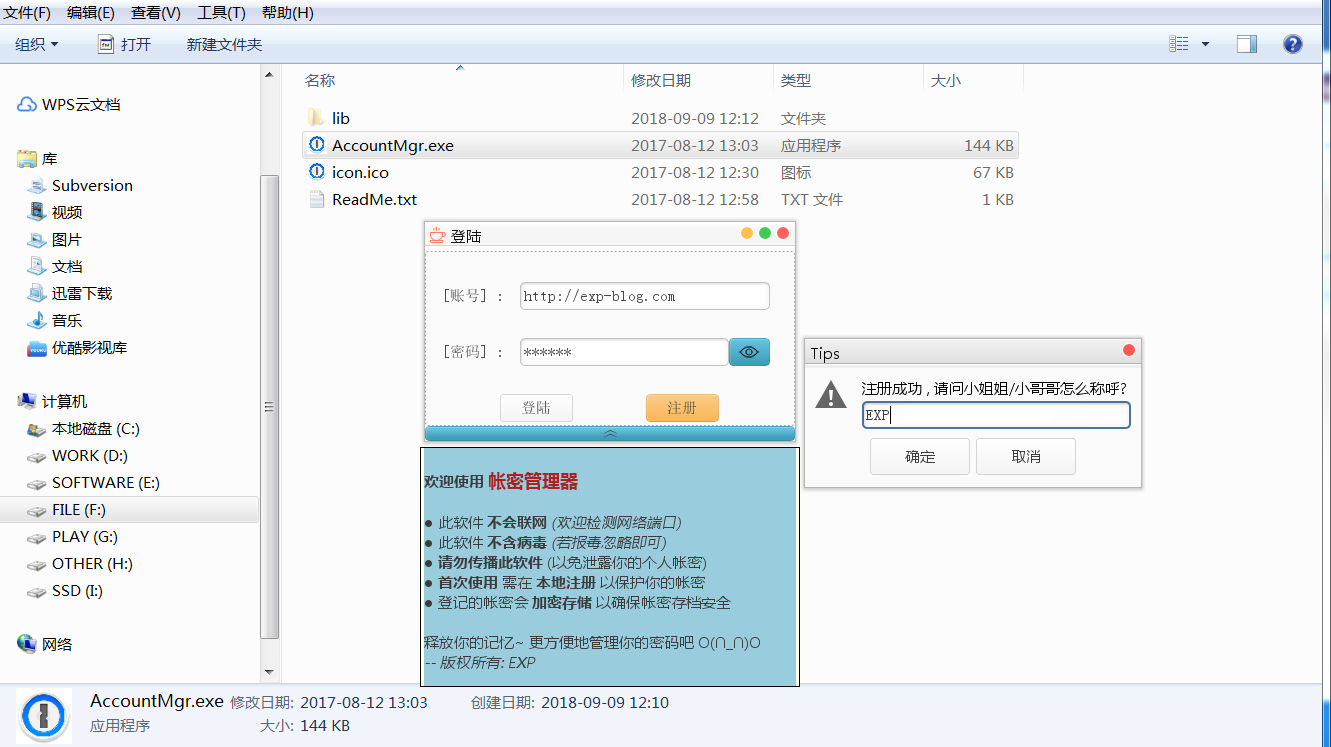 文件(F) 编辑(E) 查看(V) 工具(T) 帮助(H)
组织 打开 新建文件夹
名称 修改日期 类型 大小
WPS云文档
库
Subversion
视频
图片
文档
迅雷下载
音乐
优酷影视库
计算机
本地磁盘 (C:)
WORK (D:)
SOFTWARE (E:)
FILE (F:)
PLAY (G:)
OTHER (H:)
SSD (I:)
网络
lib 2018-09-09 12:12 文件夹
AccountMgr.exe 2017-08-12 13:03 应用程序 144 KB
icon.ico 2017-08-12 12:30 图标 67 KB
ReadMe.txt 2017-08-12 12:58 TXT 文件 1 KB
登陆
[账号] : http://exp-blog.com
[密码] : ******
登陆 注册
欢迎使用 帐密管理器
● 此软件 不会联网 (欢迎检测网络端口)
● 此软件 不含病毒 (若报毒忽略即可)
● 请勿传播此软件 (以免泄露你的个人帐密)
● 首次使用 需在 本地注册 以保护你的帐密
● 登记的帐密会 加密存储 以确保帐密存档安全
释放你的记忆~ 更方便地管理你的密码吧 O(∩_∩)O
-- 版权所有: EXP
Tips
注册成功 , 请问小姐姐/小哥哥怎么称呼?
EXP
确定 取消
AccountMgr.exe 修改日期: 2017-08-12 13:03 创建日期: 2018-09-09 12:10
应用程序 大小: 144 KB